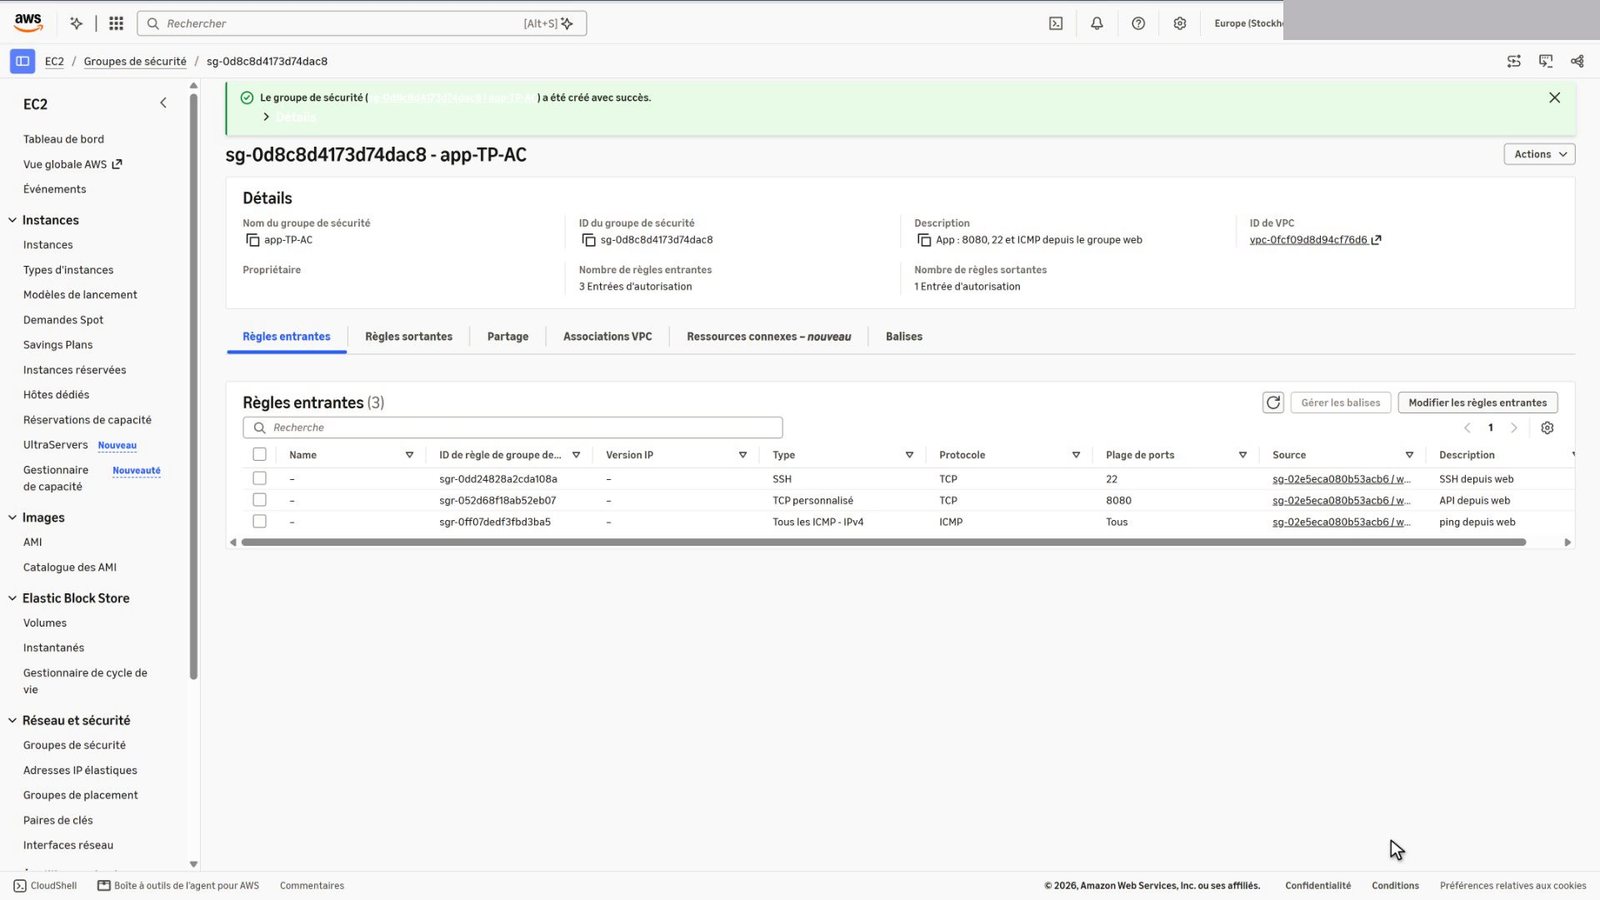 aws
Rechercher [Alt+S]
Europe (Stockh
EC2 / Groupes de sécurité / sg-0d8c8d4173d74dac8
EC2
Tableau de bord
Vue globale AWS
Événements
Instances
Instances
Types d'instances
Modèles de lancement
Demandes Spot
Savings Plans
Instances réservées
Hôtes dédiés
Réservations de capacité
UltraServers Nouveau
Gestionnaire de capacité Nouveauté
Images
AMI
Catalogue des AMI
Elastic Block Store
Volumes
Instantanés
Gestionnaire de cycle de vie
Réseau et sécurité
Groupes de sécurité
Adresses IP élastiques
Groupes de placement
Paires de clés
Interfaces réseau
Le groupe de sécurité (sg-0d8c8d4173d74dac8 | app-TP-AC) a été créé avec succès.
Détails
sg-0d8c8d4173d74dac8 - app-TP-AC
Actions
Détails
Nom du groupe de sécurité
app-TP-AC
ID du groupe de sécurité
sg-0d8c8d4173d74dac8
Description
App : 8080, 22 et ICMP depuis le groupe web
ID de VPC
vpc-0fcf09d8d94cf76d6
Propriétaire
Nombre de règles entrantes
3 Entrées d'autorisation
Nombre de règles sortantes
1 Entrée d'autorisation
Règles entrantes Règles sortantes Partage Associations VPC Ressources connexes – nouveau Balises
Règles entrantes (3)
Gérer les balises Modifier les règles entrantes
Recherche
1
Name ID de règle de groupe de... Version IP Type Protocole Plage de ports Source Description
– sgr-0dd24828a2cda108a – SSH TCP 22 sg-02e5eca080b53acb6 / w... SSH depuis web
– sgr-052d68f18ab52eb07 – TCP personnalisé TCP 8080 sg-02e5eca080b53acb6 / w... API depuis web
– sgr-0ff07dedf3fbd3ba5 – Tous les ICMP - IPv4 ICMP Tous sg-02e5eca080b53acb6 / w... ping depuis web
CloudShell Boîte à outils de l'agent pour AWS Commentaires
© 2026, Amazon Web Services, Inc. ou ses affiliés. Confidentialité Conditions Préférences relatives aux cookies